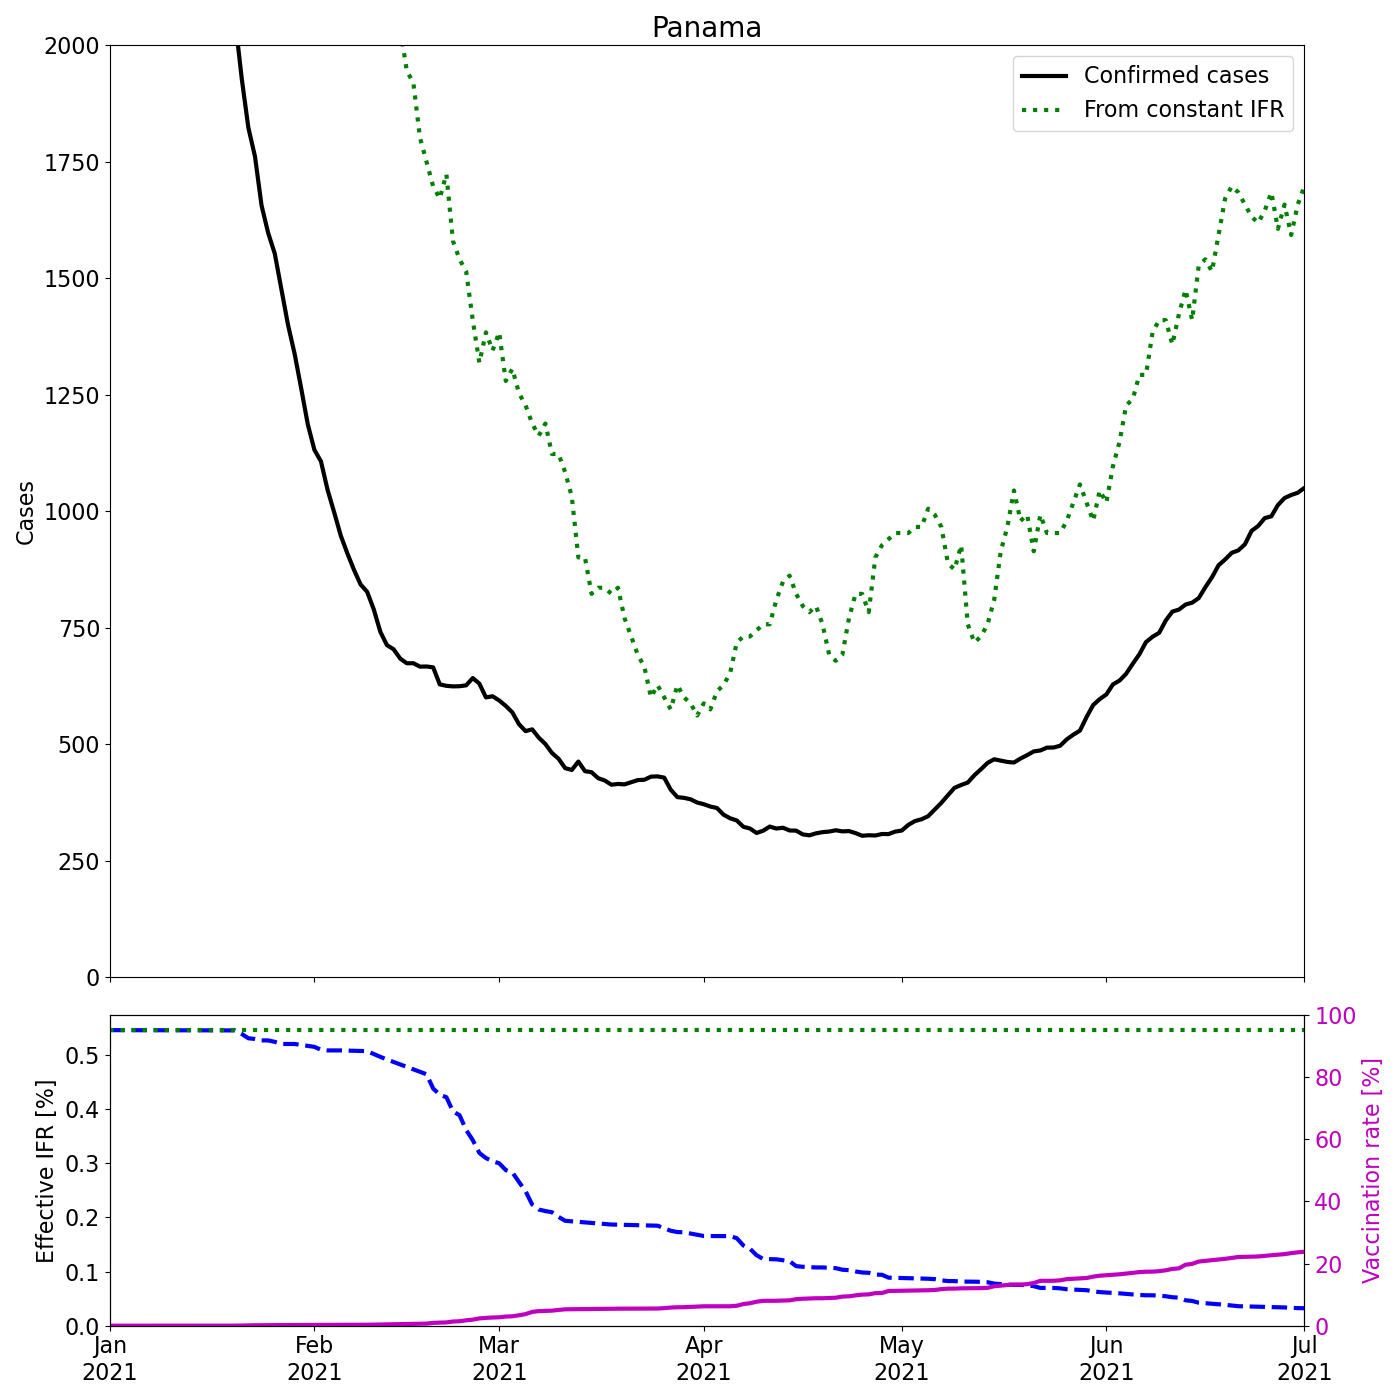 Panama
2000
1750
1500
1250
1000
750
500
250
0
Cases
Confirmed cases
From constant IFR
0.5
0.4
0.3
0.2
0.1
0.0
Effective IFR [%]
100
80
60
40
20
0
Vaccination rate [%]
Jan Feb Mar Apr May Jun Jul
2021 2021 2021 2021 2021 2021 2021